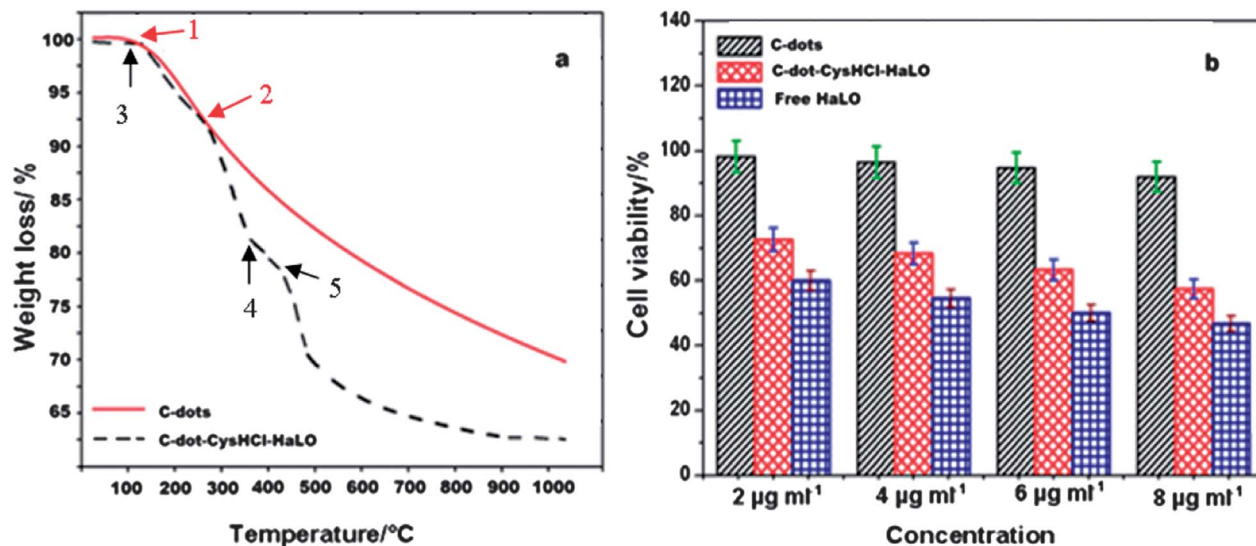 a
1
2
3
4
5
100
95
90
85
80
75
70
65
Weight loss/ %
C-dots
C-dot-CysHCl-HaLO
100 200 300 400 500 600 700 800 900 1000
Temperature/°C
b
140
120
100
80
60
40
20
0
Cell viability/%
C-dots
C-dot-CysHCl-HaLO
Free HaLO
2 µg ml⁻¹ 4 µg ml⁻¹ 6 µg ml⁻¹ 8 µg ml⁻¹
Concentration